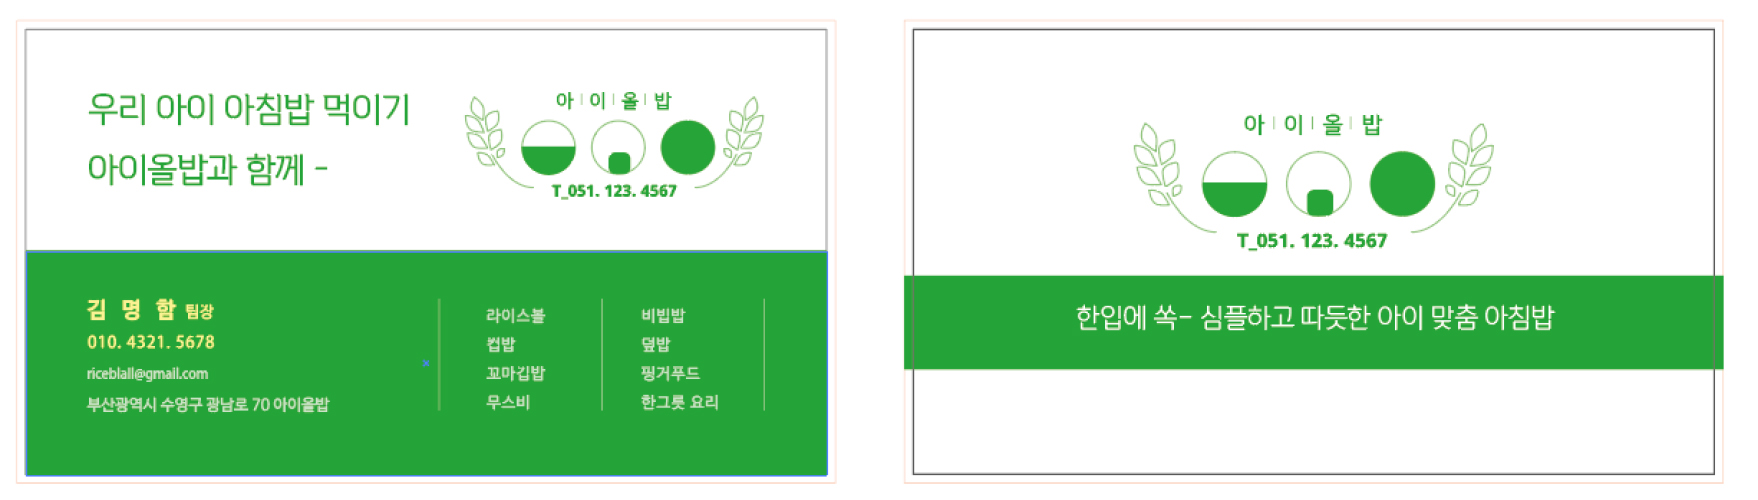 우리 아이 아침밥 먹이기
아이올밥과 함께 -
아 | 이 | 올 | 밥
T_051. 123. 4567
김 명 함 팀장
010. 4321. 5678
riceblall@gmail.com
부산광역시 수영구 광남로 70 아이올밥
라이스볼
컵밥
꼬마김밥
무스비
비빔밥
덮밥
핑거푸드
한그릇 요리
아 | 이 | 올 | 밥
T_051. 123. 4567
한입에 쏙- 심플하고 따듯한 아이 맞춤 아침밥